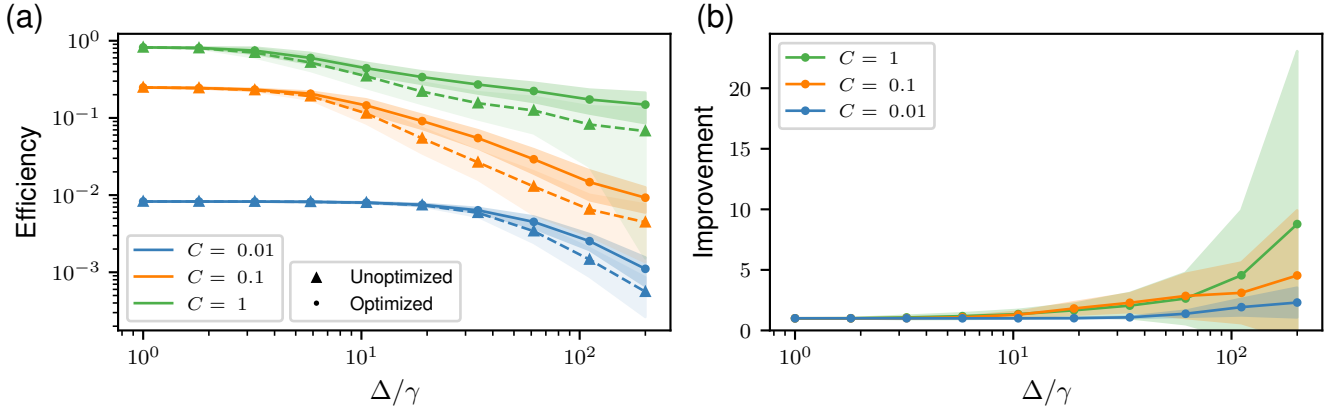 (a)
Efficiency
10⁰
10⁻¹
10⁻²
10⁻³
C = 0.01
C = 0.1
C = 1
Unoptimized
Optimized
10⁰
10¹
10²
Δ/γ
(b)
Improvement
20
15
10
5
0
C = 1
C = 0.1
C = 0.01
10⁰
10¹
10²
Δ/γ